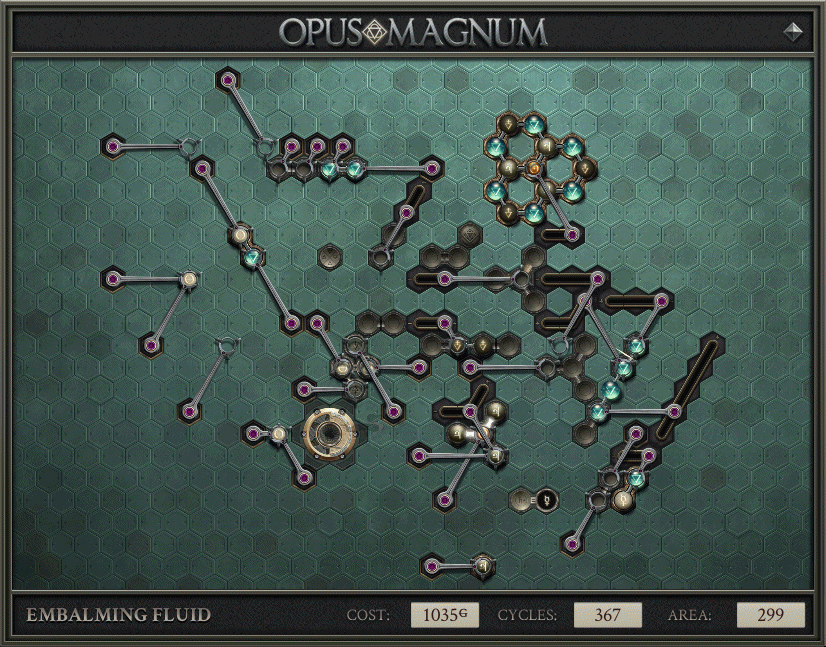 OPUS MAGNUM
EMBALMING FLUID
COST: 1035G
CYCLES: 367
AREA: 299